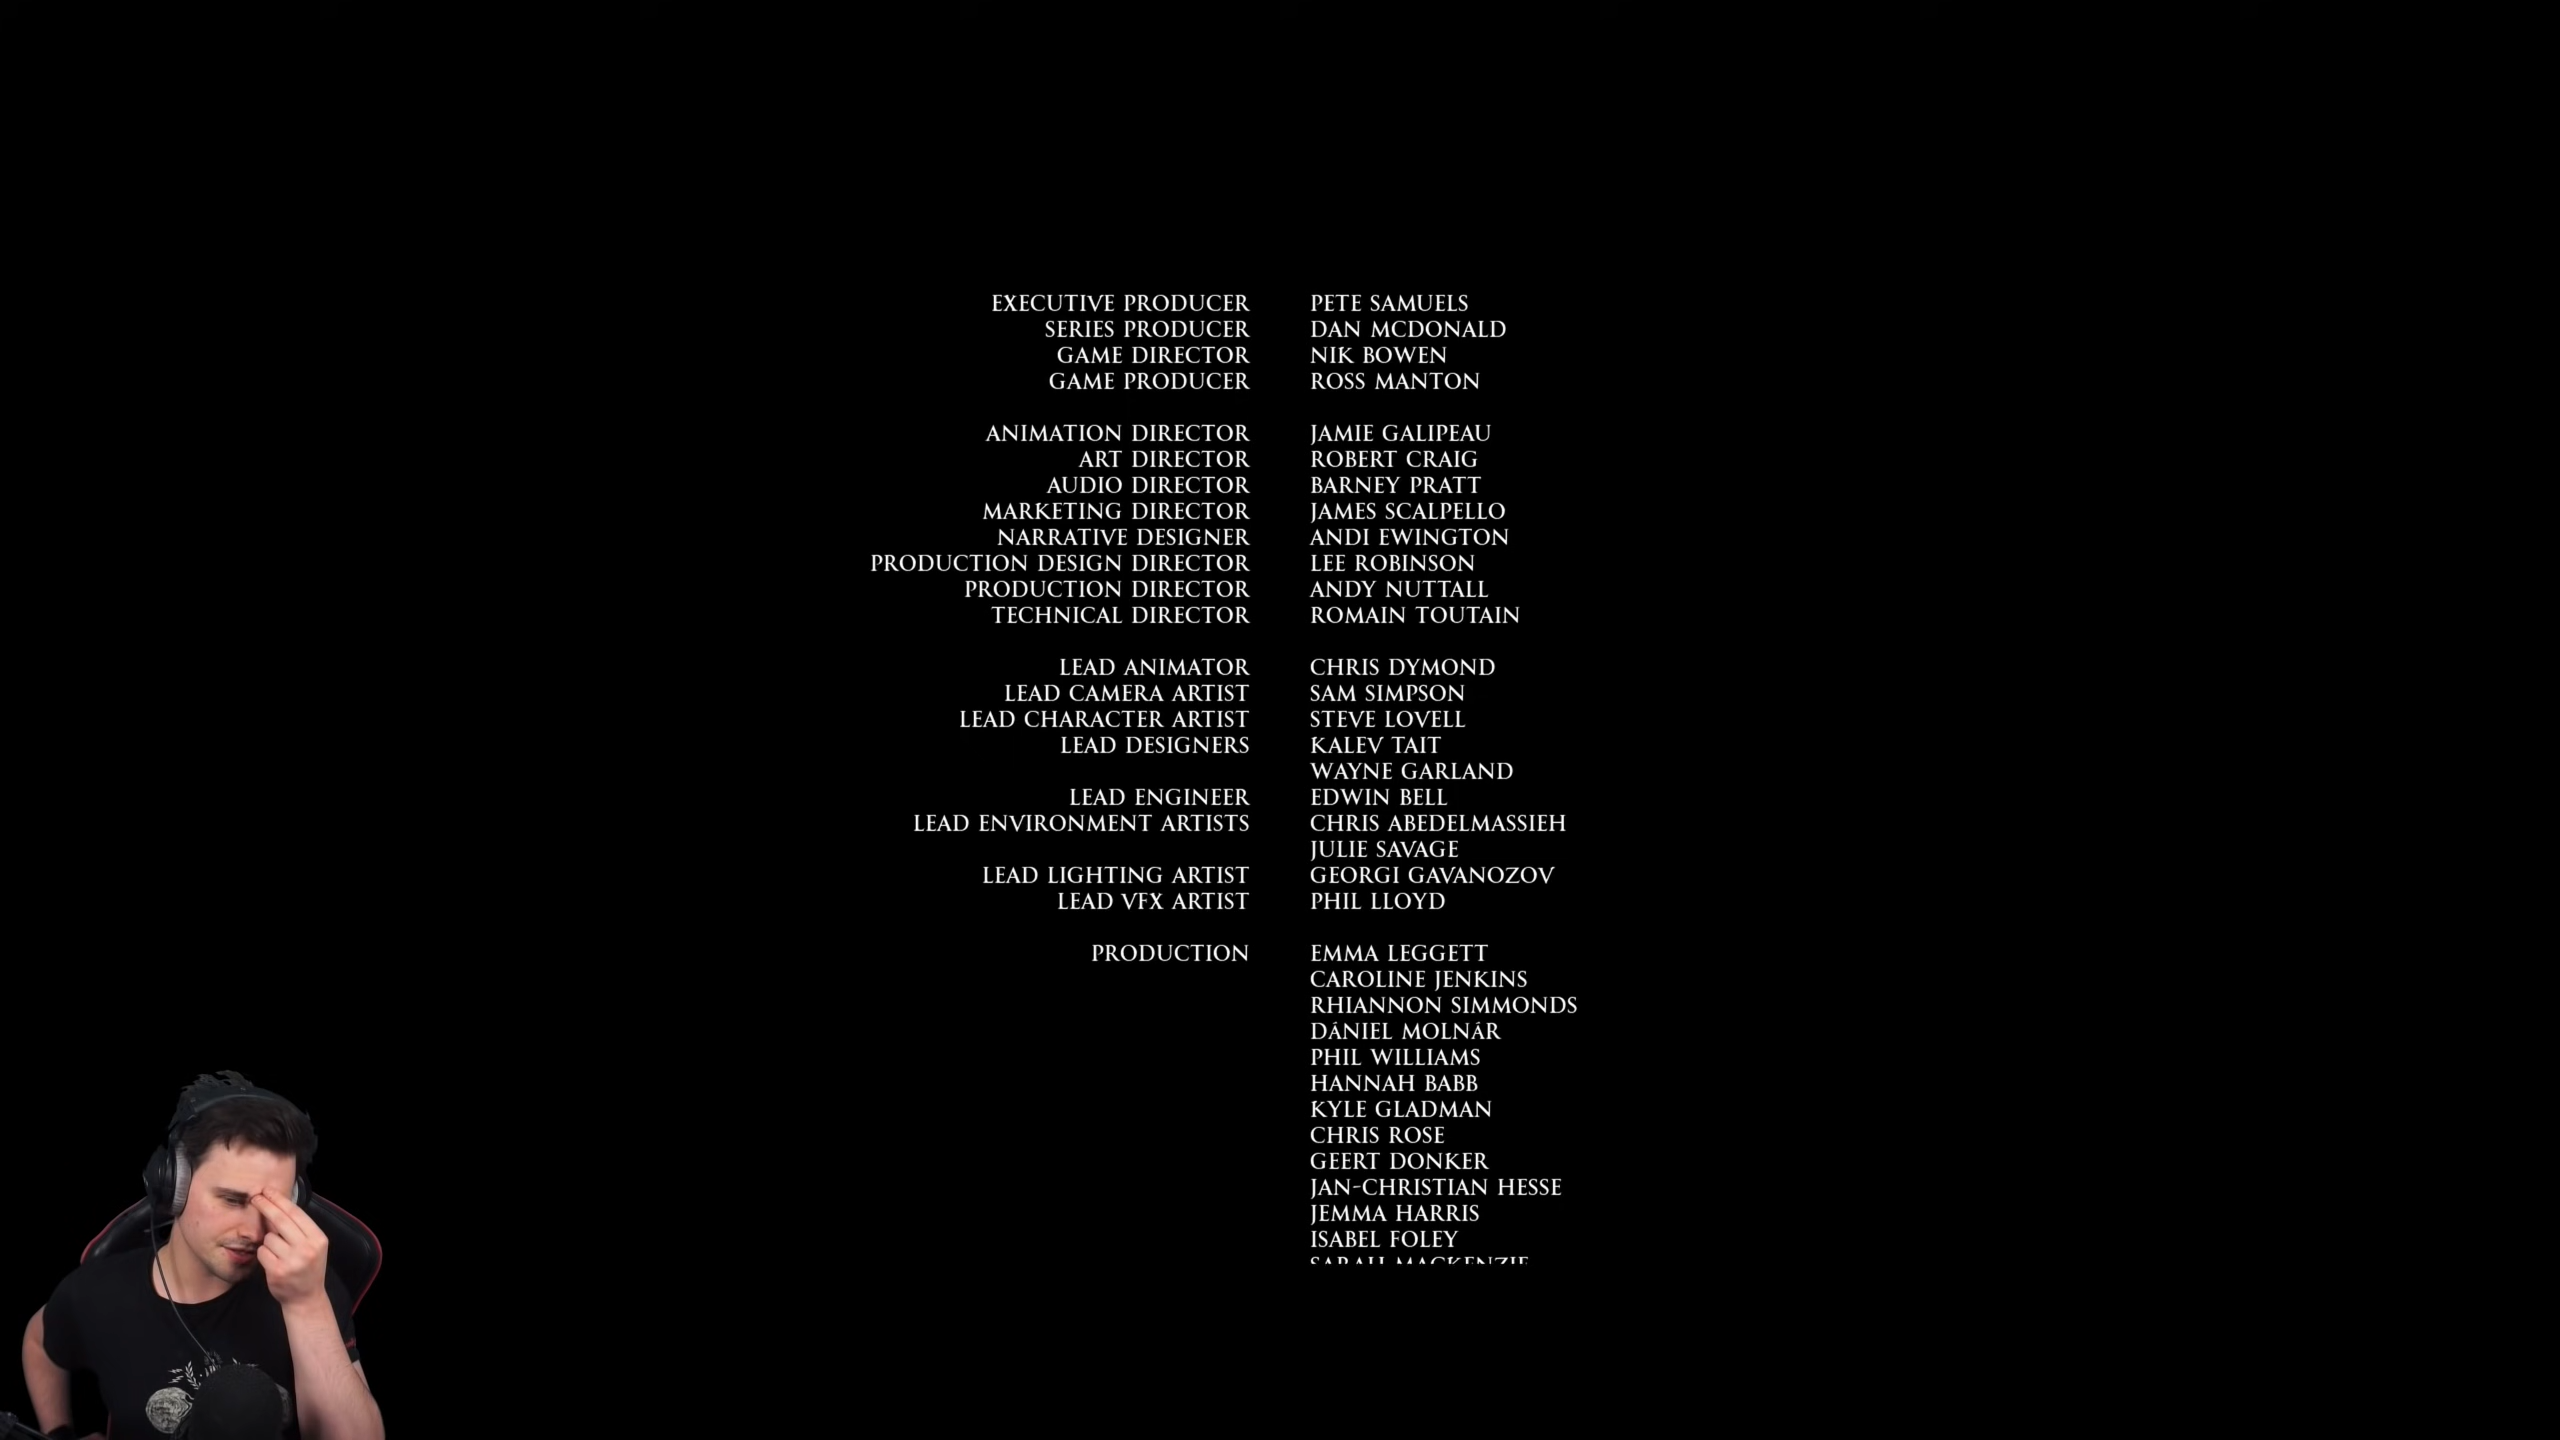 EXECUTIVE PRODUCER PETE SAMUELS
SERIES PRODUCER DAN MCDONALD
GAME DIRECTOR NIK BOWEN
GAME PRODUCER ROSS MANTON
ANIMATION DIRECTOR JAMIE GALIPEAU
ART DIRECTOR ROBERT CRAIG
AUDIO DIRECTOR BARNEY PRATT
MARKETING DIRECTOR JAMES SCALPELLO
NARRATIVE DESIGNER ANDI EWINGTON
PRODUCTION DESIGN DIRECTOR LEE ROBINSON
PRODUCTION DIRECTOR ANDY NUTTALL
TECHNICAL DIRECTOR ROMAIN TOUTAIN
LEAD ANIMATOR CHRIS DYMOND
LEAD CAMERA ARTIST SAM SIMPSON
LEAD CHARACTER ARTIST STEVE LOVELL
LEAD DESIGNERS KALEV TAIT
WAYNE GARLAND
LEAD ENGINEER EDWIN BELL
LEAD ENVIRONMENT ARTISTS CHRIS ABEDELMASSIEH
JULIE SAVAGE
LEAD LIGHTING ARTIST GEORGI GAVANOZOV
LEAD VFX ARTIST PHIL LLOYD
PRODUCTION EMMA LEGGETT
CAROLINE JENKINS
RHIANNON SIMMONDS
DÁNIEL MOLNÁR
PHIL WILLIAMS
HANNAH BABB
KYLE GLADMAN
CHRIS ROSE
GEERT DONKER
JAN-CHRISTIAN HESSE
JEMMA HARRIS
ISABEL FOLEY
SARAH MACKENZIE